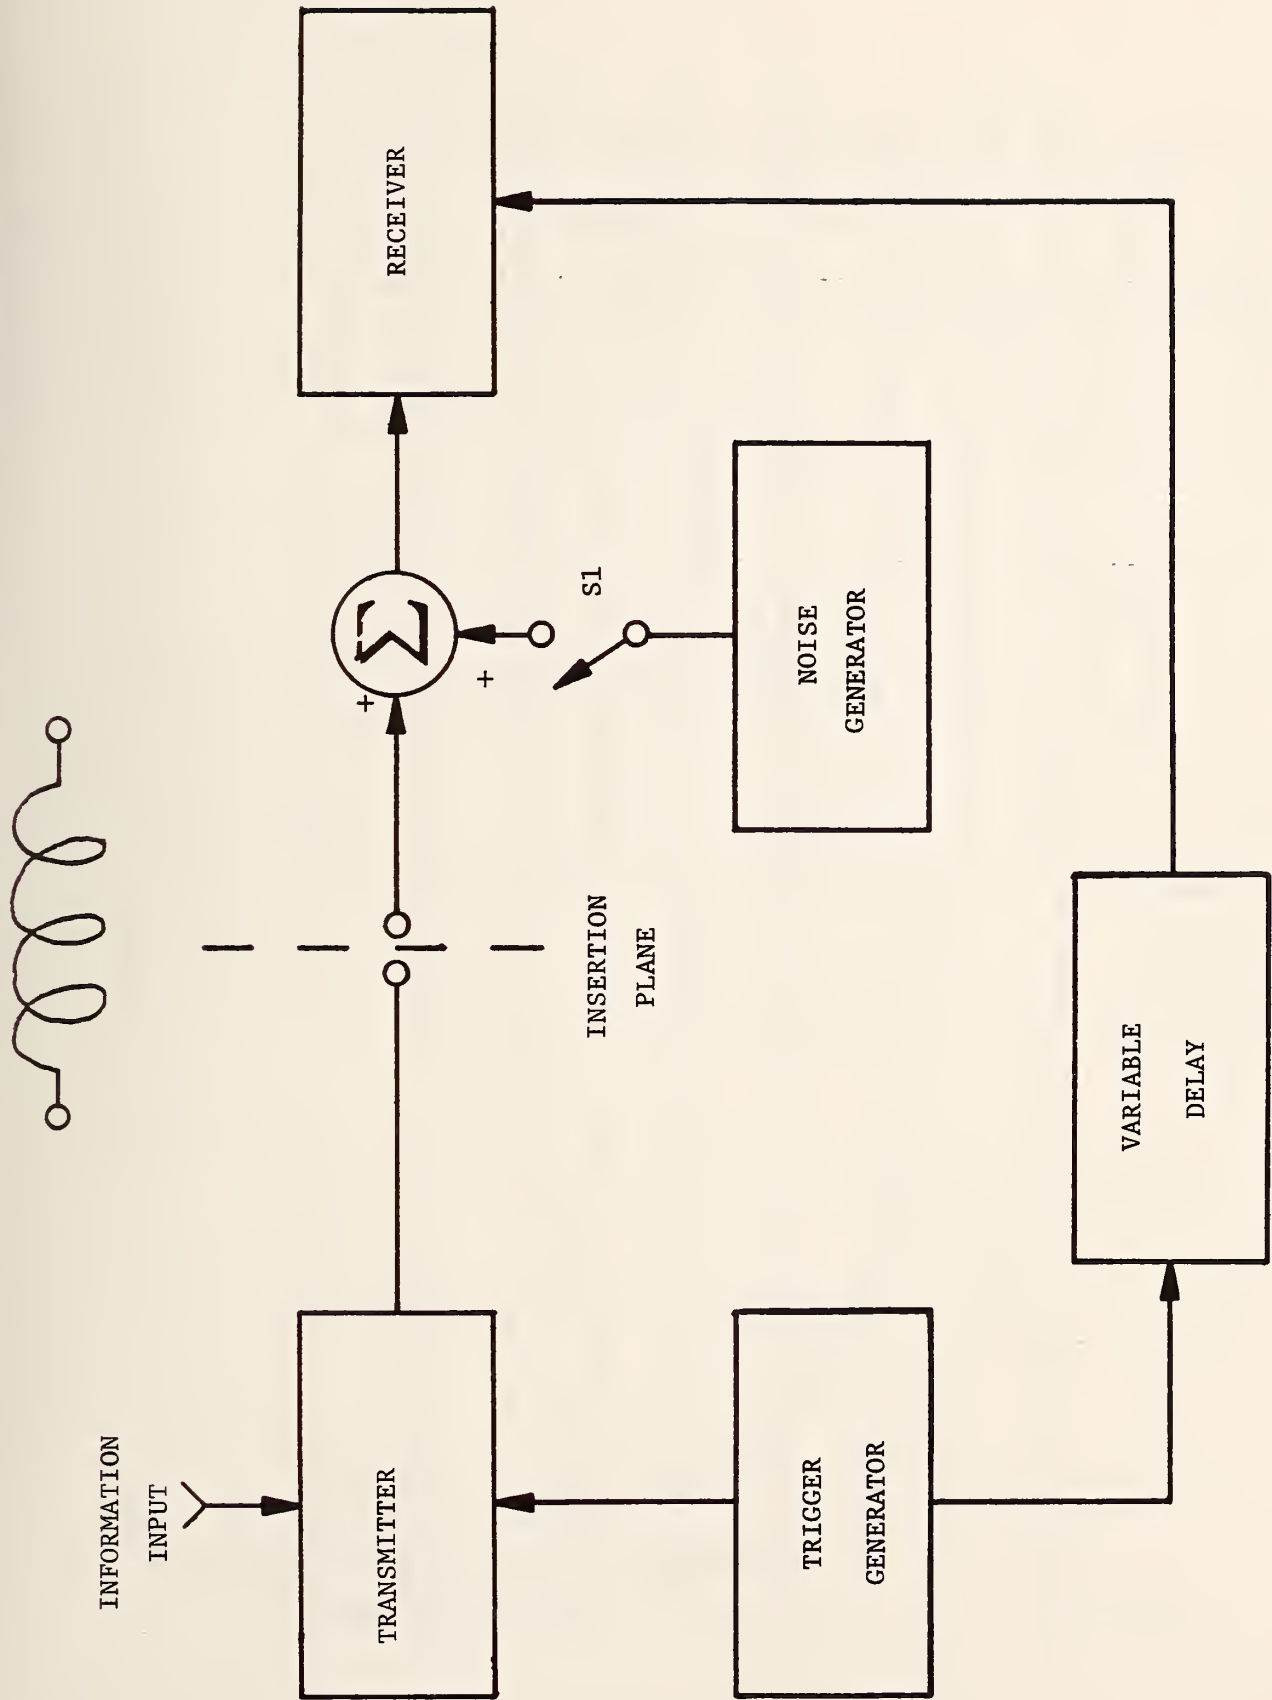 INFORMATION
INPUT
TRANSMITTER
TRIGGER
GENERATOR
INSERTION
PLANE
+
+
Σ
S1
NOISE
GENERATOR
VARIABLE
DELAY
RECEIVER